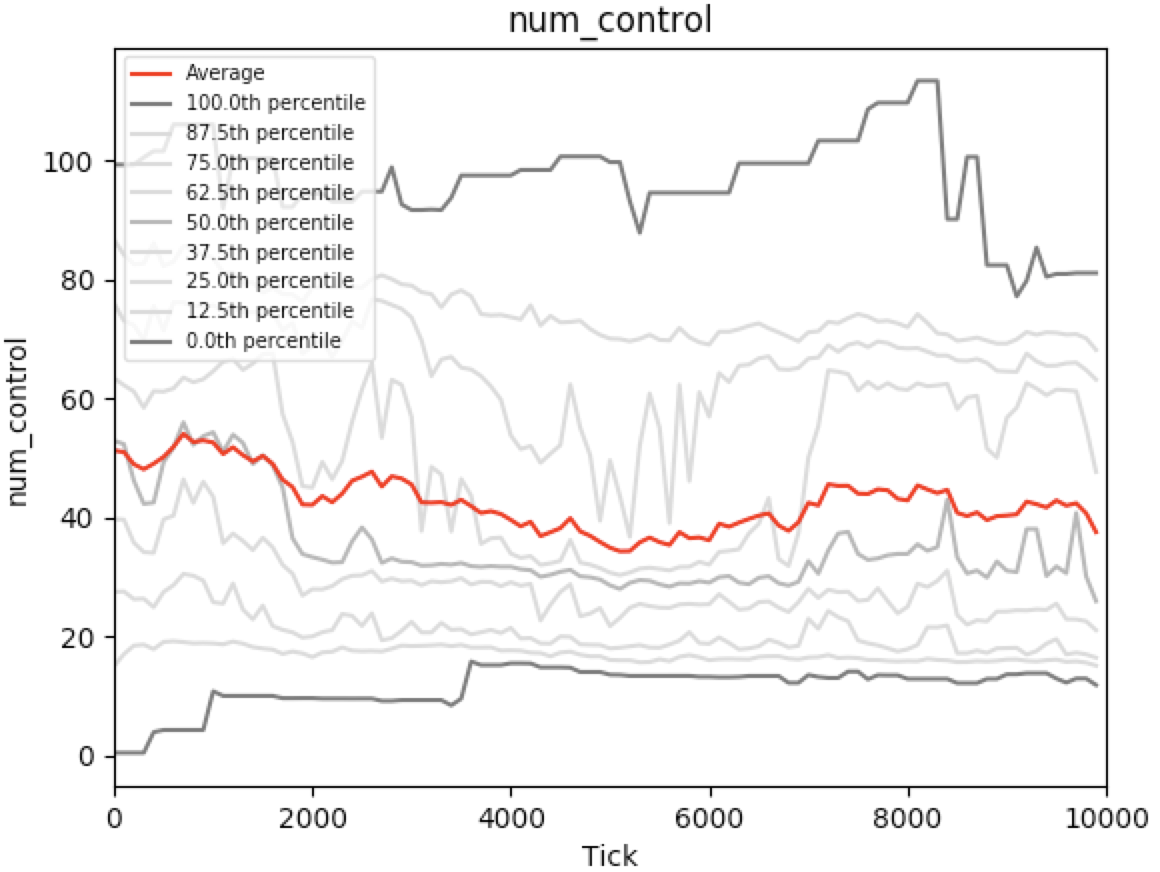 num_control
Average
100.0th percentile
87.5th percentile
75.0th percentile
62.5th percentile
50.0th percentile
37.5th percentile
25.0th percentile
12.5th percentile
0.0th percentile
num_control
100
80
60
40
20
0
0 2000 4000 6000 8000 10000
Tick